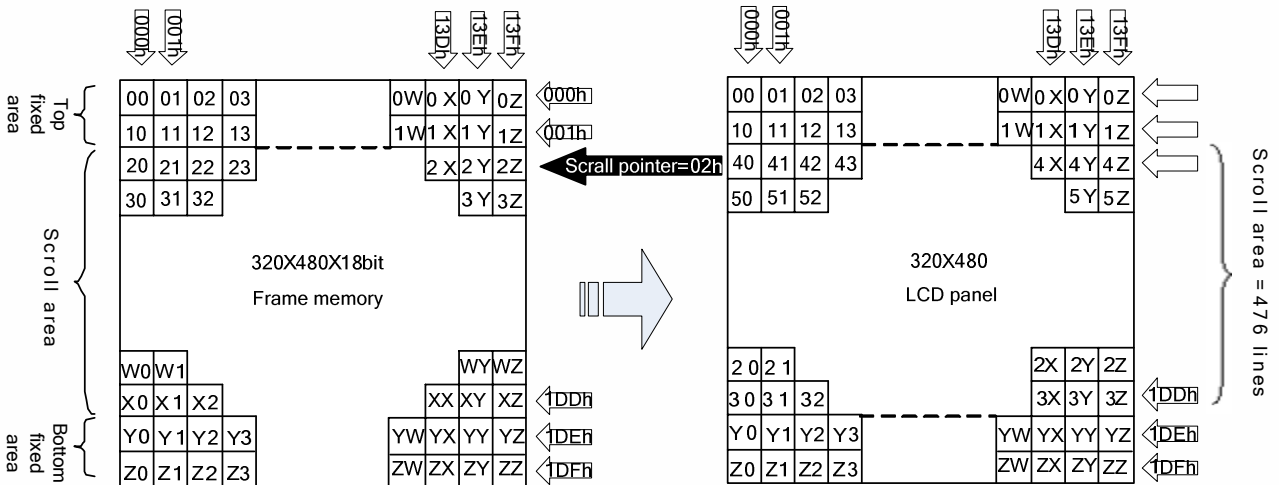 000h 001h 13Dh 13Eh 13Fh
Top fixed area
00 01 02 03 0W 0X 0Y 0Z 000h
10 11 12 13 1W 1X 1Y 1Z 001h
20 21 22 23 2X 2Y 2Z
Scrall pointer=02h
30 31 32 3Y 3Z
Scroll area
320X480X18bit
Frame memory
W0 W1 WY WZ
X0 X1 X2 XX XY XZ 1DDh
Bottom fixed area
Y0 Y1 Y2 Y3 YW YX YY YZ 1DEh
Z0 Z1 Z2 Z3 ZW ZX ZY ZZ 1DFh
000h 001h 13Dh 13Eh 13Fh
00 01 02 03 0W 0X 0Y 0Z
10 11 12 13 1W 1X 1Y 1Z
40 41 42 43 4X 4Y 4Z
50 51 52 5Y 5Z
320X480
LCD panel
Scroll area = 476 lines
20 21 2X 2Y 2Z
30 31 32 3X 3Y 3Z 1DDh
Y0 Y1 Y2 Y3 YW YX YY YZ 1DEh
Z0 Z1 Z2 Z3 ZW ZX ZY ZZ 1DFh